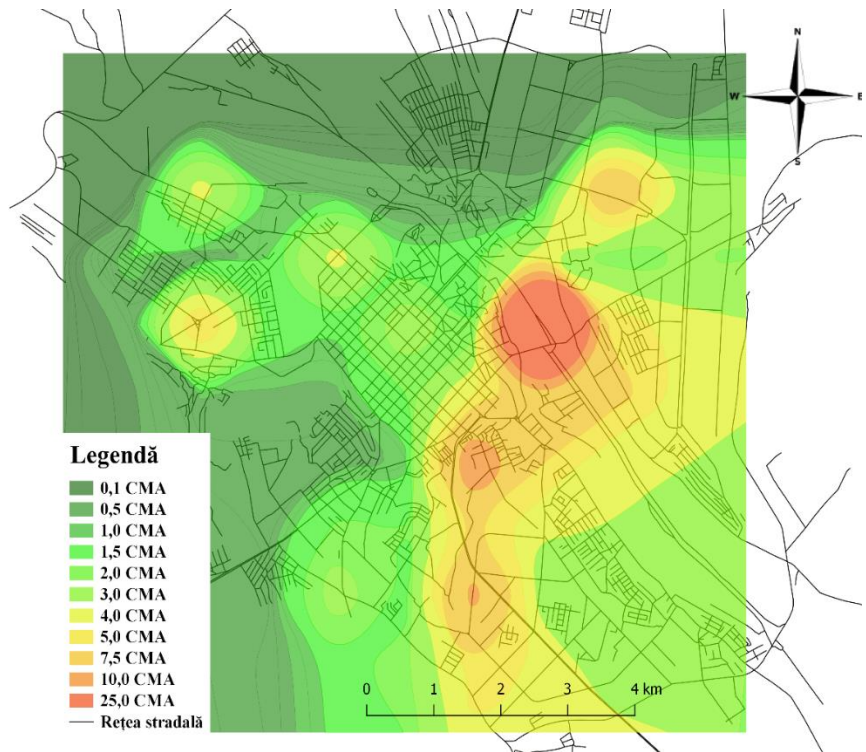 N
W
E
S
Legendă
0,1 CMA
0,5 CMA
1,0 CMA
1,5 CMA
2,0 CMA
3,0 CMA
4,0 CMA
5,0 CMA
7,5 CMA
10,0 CMA
25,0 CMA
Rețea stradală
0 1 2 3 4 km